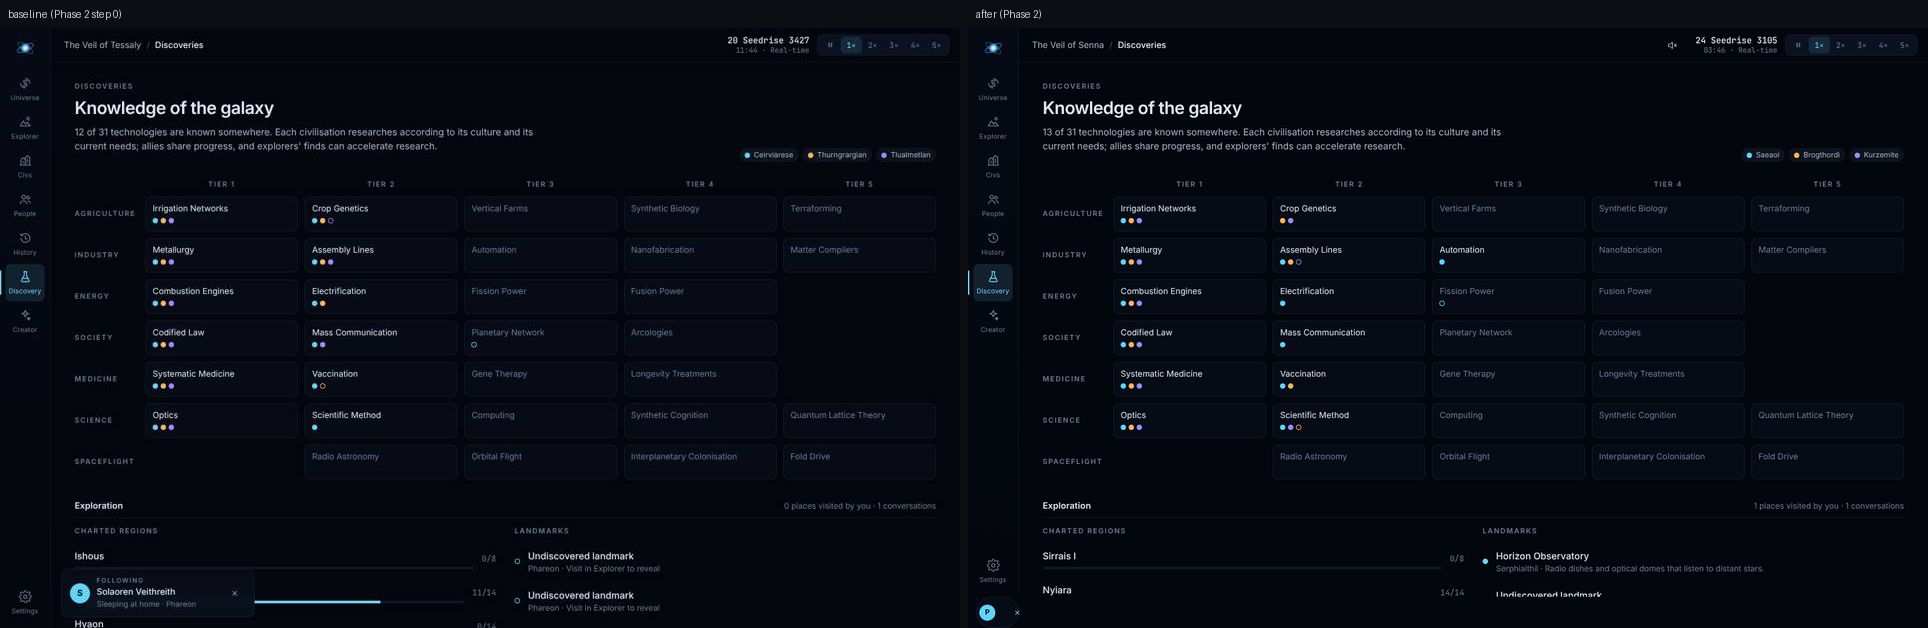 baseline (Phase 2 step 0)
The Veil of Tessaly / Discoveries
20 Seedrise 3427
11:44 · Real-time
1× 2× 3× 4× 5×
Universe
Explorer
Civs
People
History
Discovery
Creator
Settings
DISCOVERIES
Knowledge of the galaxy
12 of 31 technologies are known somewhere. Each civilisation researches according to its culture and its
current needs; allies share progress, and explorers' finds can accelerate research.
Ceirviarese Thurngrargian Tlualmetlan
TIER 1 TIER 2 TIER 3 TIER 4 TIER 5
AGRICULTURE Irrigation Networks Crop Genetics Vertical Farms Synthetic Biology Terraforming
INDUSTRY Metallurgy Assembly Lines Automation Nanofabrication Matter Compilers
ENERGY Combustion Engines Electrification Fission Power Fusion Power
SOCIETY Codified Law Mass Communication Planetary Network Arcologies
MEDICINE Systematic Medicine Vaccination Gene Therapy Longevity Treatments
SCIENCE Optics Scientific Method Computing Synthetic Cognition Quantum Lattice Theory
SPACEFLIGHT Radio Astronomy Orbital Flight Interplanetary Colonisation Fold Drive
Exploration 0 places visited by you · 1 conversations
CHARTED REGIONS LANDMARKS
Ishous 0/8
Undiscovered landmark
Phareon · Visit in Explorer to reveal
11/14
Undiscovered landmark
Phareon · Visit in Explorer to reveal
Hyaon 0/14
FOLLOWING
S Solaoren Veithreith ×
Sleeping at home · Phareon
after (Phase 2)
The Veil of Senna / Discoveries
24 Seedrise 3105
03:46 · Real-time
1× 2× 3× 4× 5×
Universe
Explorer
Civs
People
History
Discovery
Creator
Settings
DISCOVERIES
Knowledge of the galaxy
13 of 31 technologies are known somewhere. Each civilisation researches according to its culture and its
current needs; allies share progress, and explorers' finds can accelerate research.
Saeaoi Brogthordi Kurzemite
TIER 1 TIER 2 TIER 3 TIER 4 TIER 5
AGRICULTURE Irrigation Networks Crop Genetics Vertical Farms Synthetic Biology Terraforming
INDUSTRY Metallurgy Assembly Lines Automation Nanofabrication Matter Compilers
ENERGY Combustion Engines Electrification Fission Power Fusion Power
SOCIETY Codified Law Mass Communication Planetary Network Arcologies
MEDICINE Systematic Medicine Vaccination Gene Therapy Longevity Treatments
SCIENCE Optics Scientific Method Computing Synthetic Cognition Quantum Lattice Theory
SPACEFLIGHT Radio Astronomy Orbital Flight Interplanetary Colonisation Fold Drive
Exploration 1 places visited by you · 1 conversations
CHARTED REGIONS LANDMARKS
Sirrais I 0/8
Horizon Observatory
Serphiaithil · Radio dishes and optical domes that listen to distant stars.
Nyiara 14/14
Undiscovered landmark
P ×